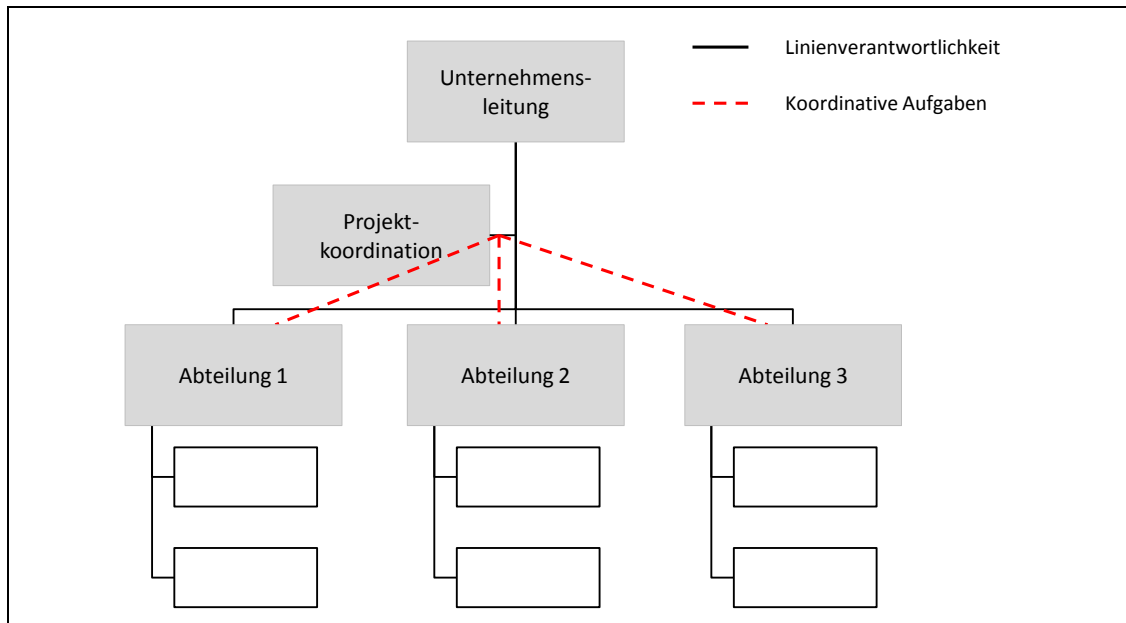 Unternehmens-
leitung
Linienverantwortlichkeit
Koordinative Aufgaben
Projekt-
koordination
Abteilung 1
Abteilung 2
Abteilung 3